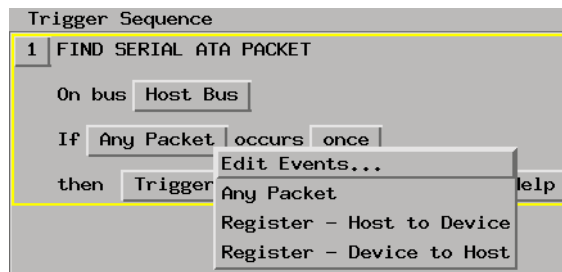 Trigger Sequence
1 FIND SERIAL ATA PACKET
On bus Host Bus
If Any Packet occurs once
Edit Events...
then Trigger
Any Packet
Register - Host to Device
Register - Device to Host